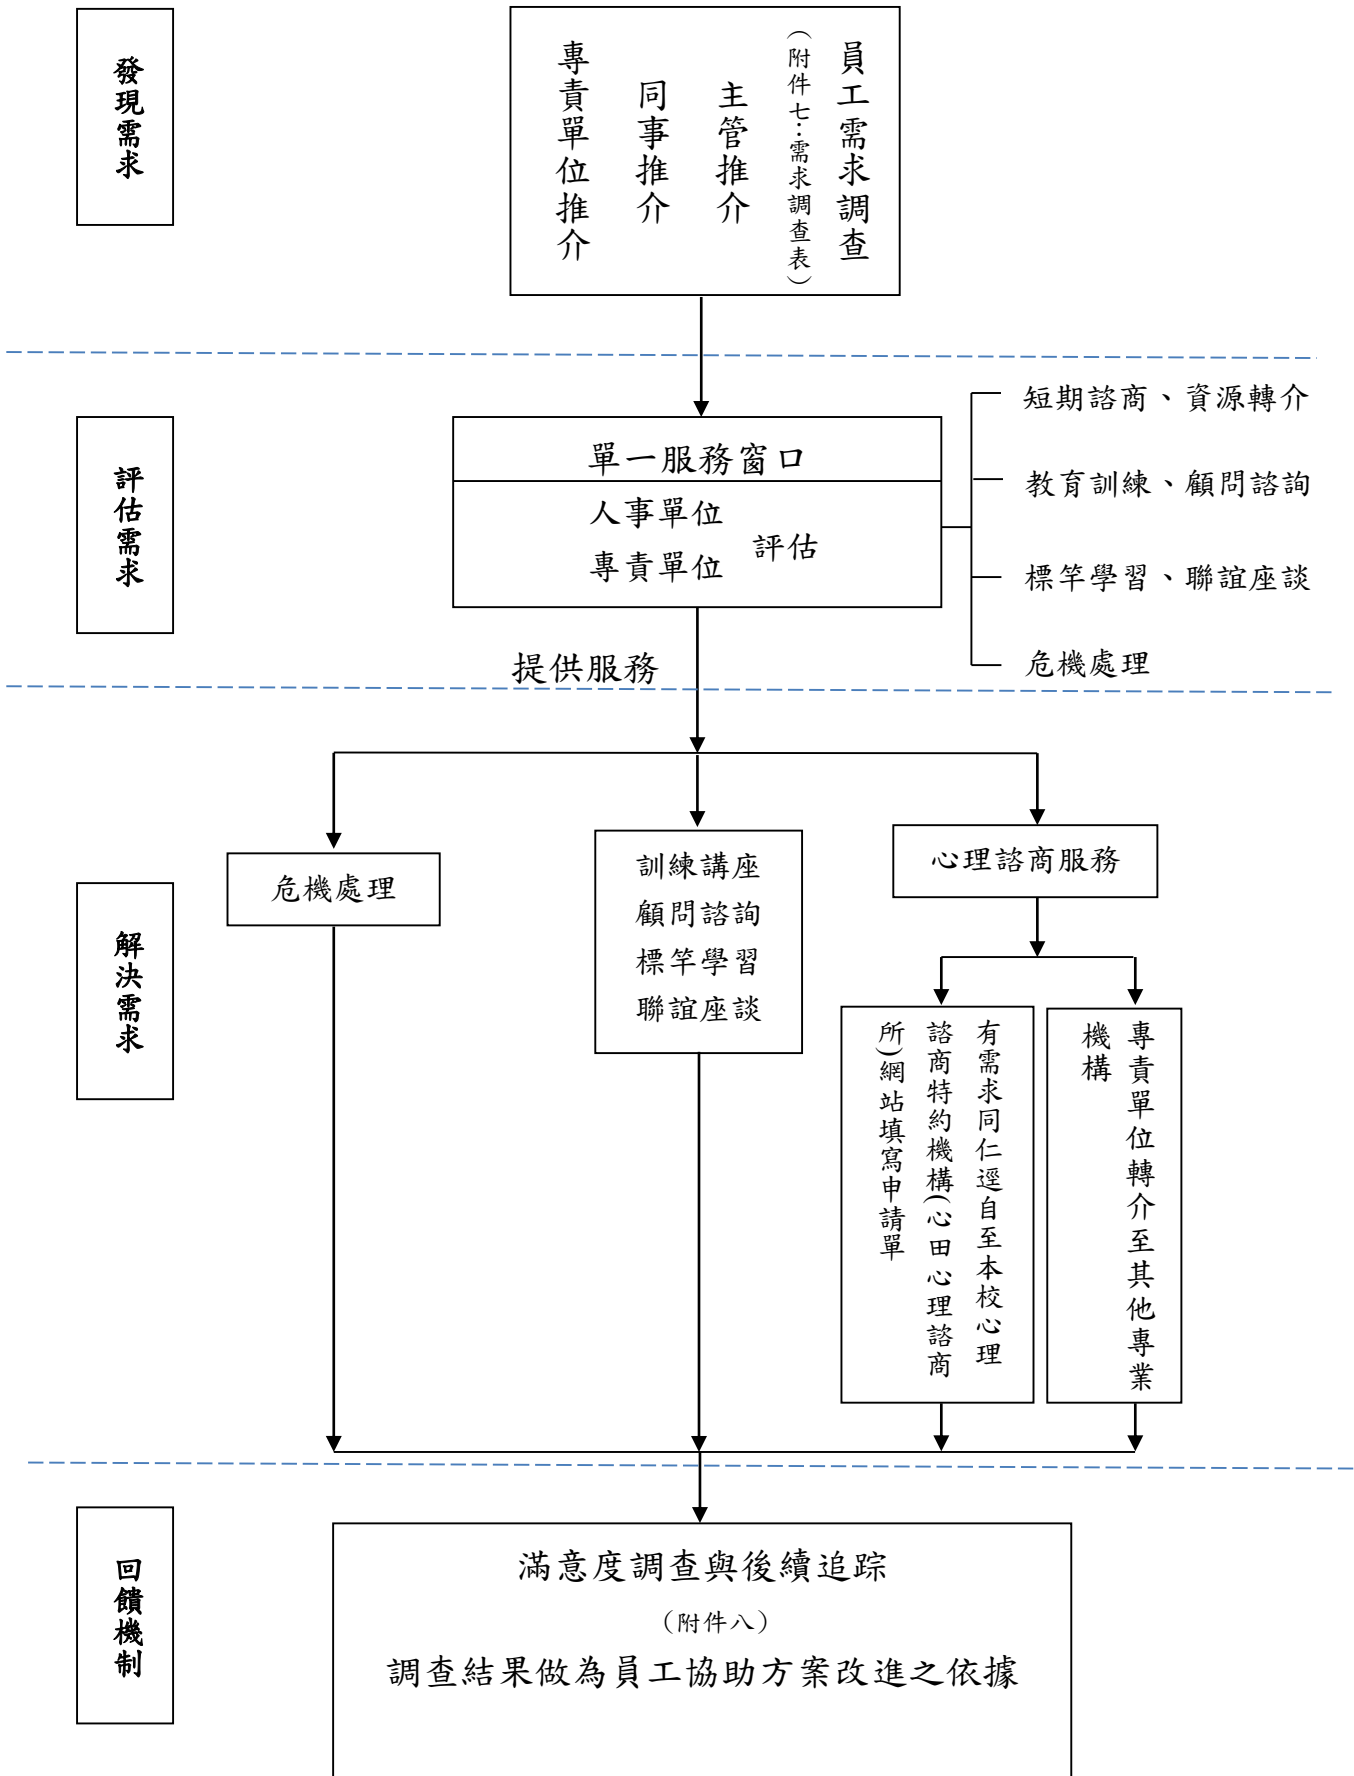 發現需求
員工需求調查
（附件七：需求調查表）
主管推介
同事推介
專責單位推介
評估需求
單一服務窗口
人事單位
專責單位
評估
短期諮商、資源轉介
教育訓練、顧問諮詢
標竿學習、聯誼座談
危機處理
提供服務
解決需求
危機處理
訓練講座
顧問諮詢
標竿學習
聯誼座談
心理諮商服務
有需求同仁逕自至本校心理
諮商特約機構(心田心理諮商
所)網站填寫申請單
專責單位轉介至其他專業
機構
回饋機制
滿意度調查與後續追踪
（附件八）
調查結果做為員工協助方案改進之依據